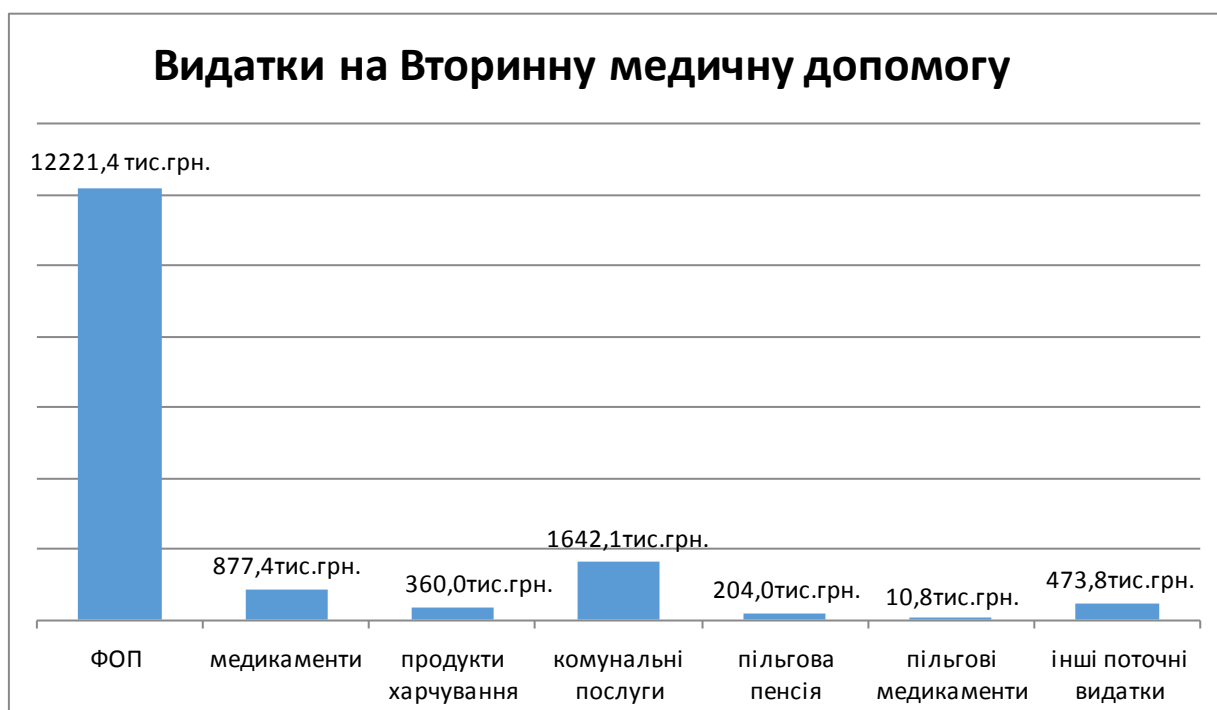 Видатки на Вторинну медичну допомогу
12221,4 тис.грн.
877,4тис.грн.
360,0тис.грн.
1642,1тис.грн.
204,0тис.грн.
10,8тис.грн.
473,8тис.грн.
ФОП
медикаменти
продукти
харчування
комунальні
послуги
пільгова
пенсія
пільгові
медикаменти
інші поточні
видатки